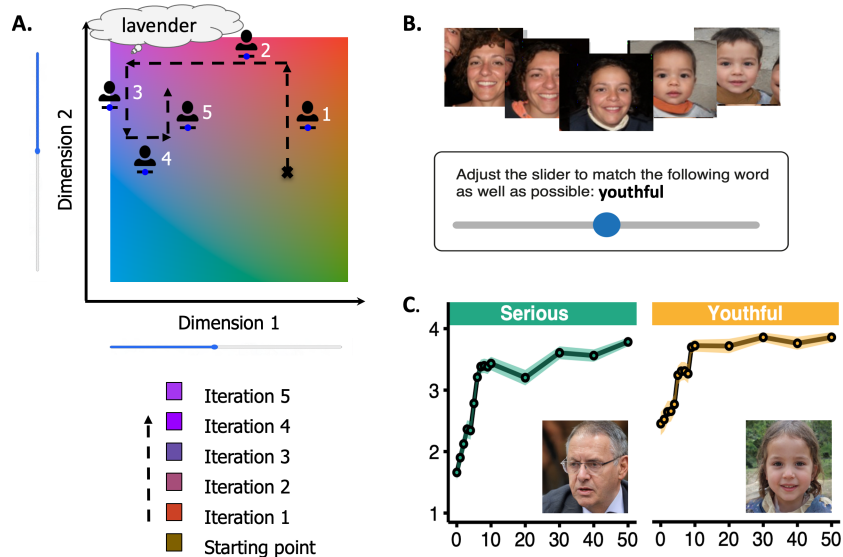 A.
lavender
2
3
1
5
4
Dimension 2
Dimension 1
Iteration 5
Iteration 4
Iteration 3
Iteration 2
Iteration 1
Starting point
B.
Adjust the slider to match the following word
as well as possible: youthful
C.
Serious
Youthful
4
3
2
1
0 10 20 30 40 50
0 10 20 30 40 50